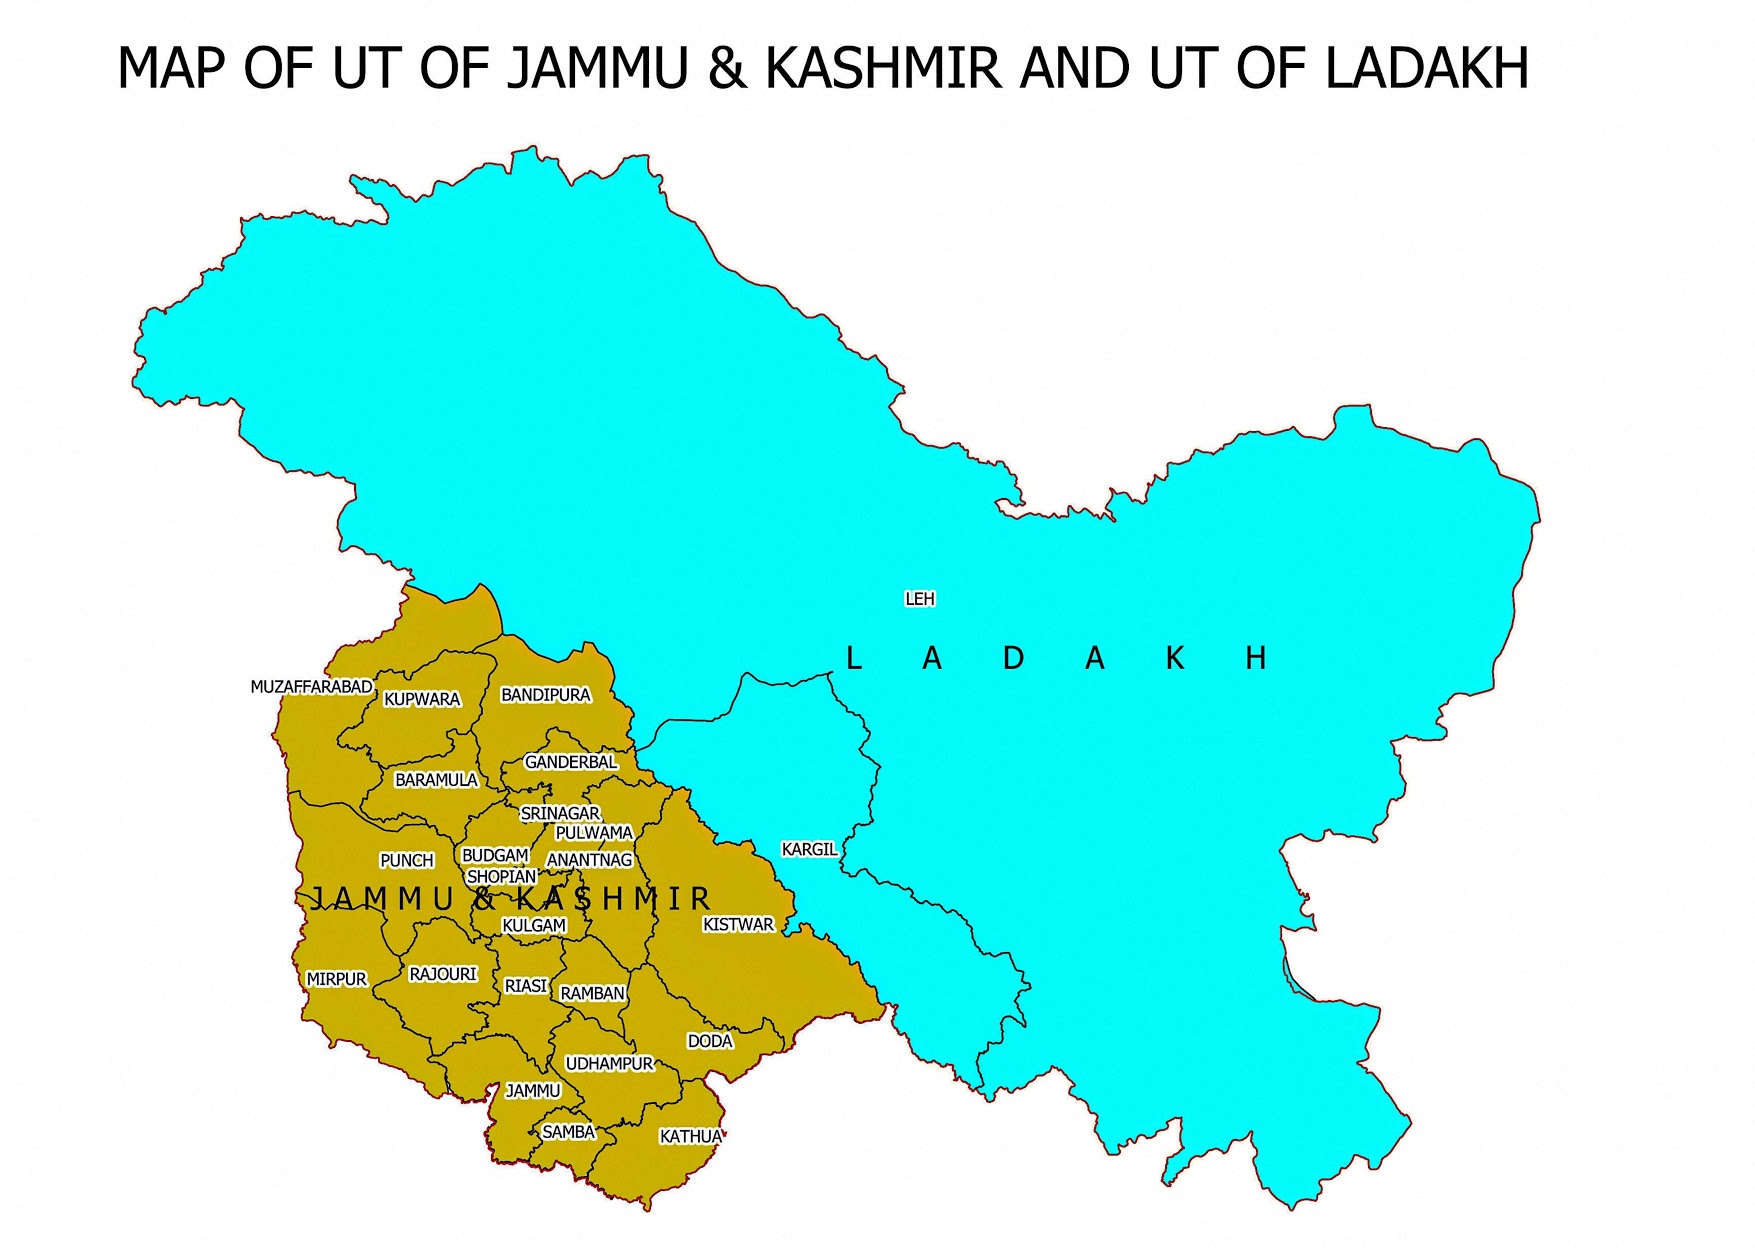 MAP OF UT OF JAMMU & KASHMIR AND UT OF LADAKH
LEH
L A D A K H
MUZAFFARABAD
KUPWARA
BANDIPURA
GANDERBAL
BARAMULA
SRINAGAR
PULWAMA
PUNCH
BUDGAM
ANANTNAG
SHOPIAN
KARGIL
JAMMU & KASHMIR
KULGAM
KISTWAR
MIRPUR
RAJOURI
RIASI
RAMBAN
DODA
UDHAMPUR
JAMMU
SAMBA
KATHUA